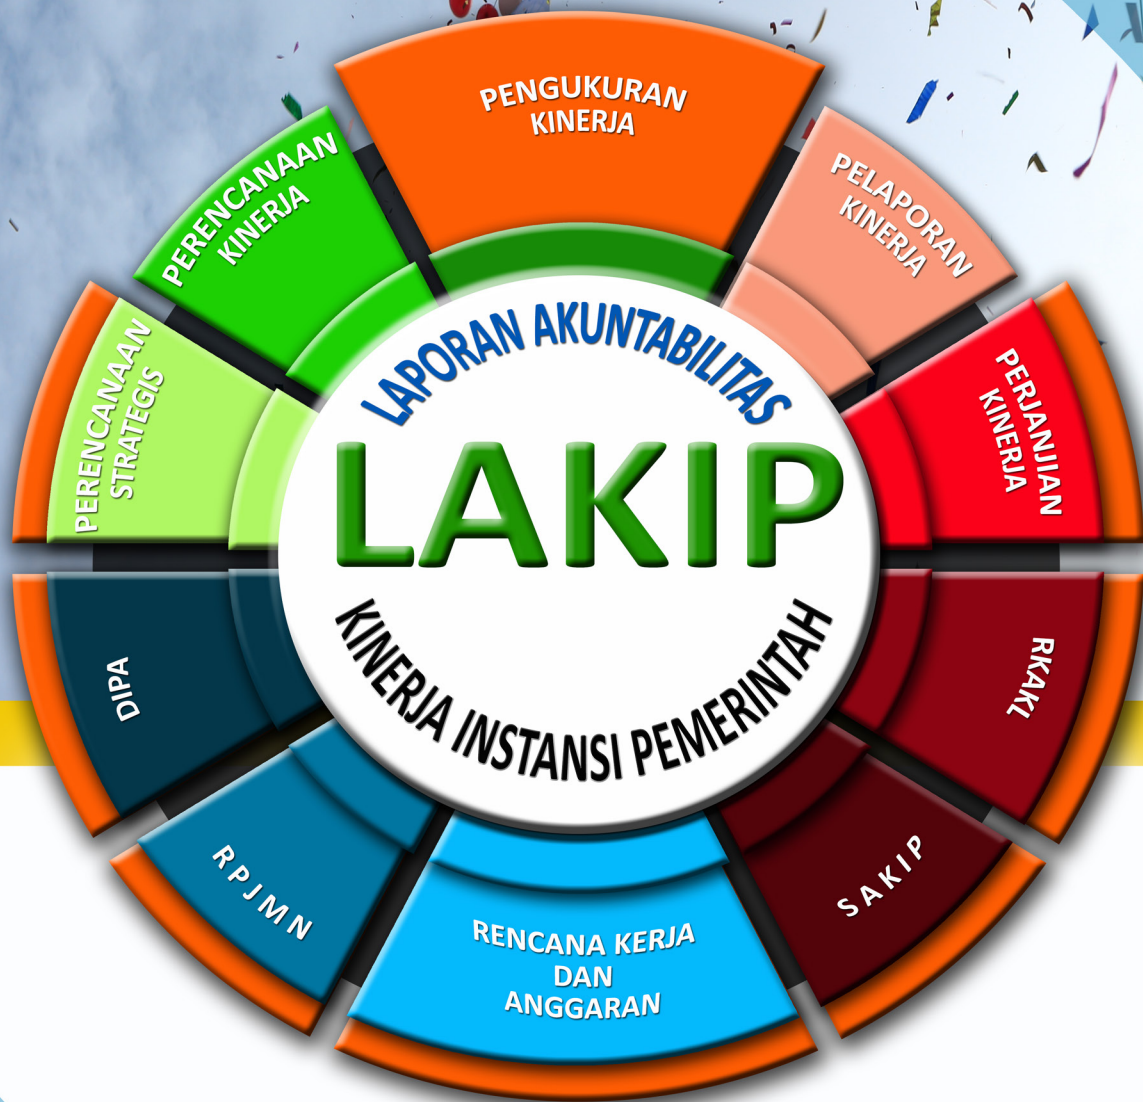 PENGUKURAN
KINERJA
PELAPORAN
KINERJA
PERJANJIAN
KINERJA
RKAKL
SAKIP
RENCANA KERJA
DAN
ANGGARAN
RPJMN
DIPA
PERENCANAAN
STRATEGIS
PERENCANAAN
KINERJA
LAPORAN AKUNTABILITAS
LAKIP
KINERJA INSTANSI PEMERINTAH